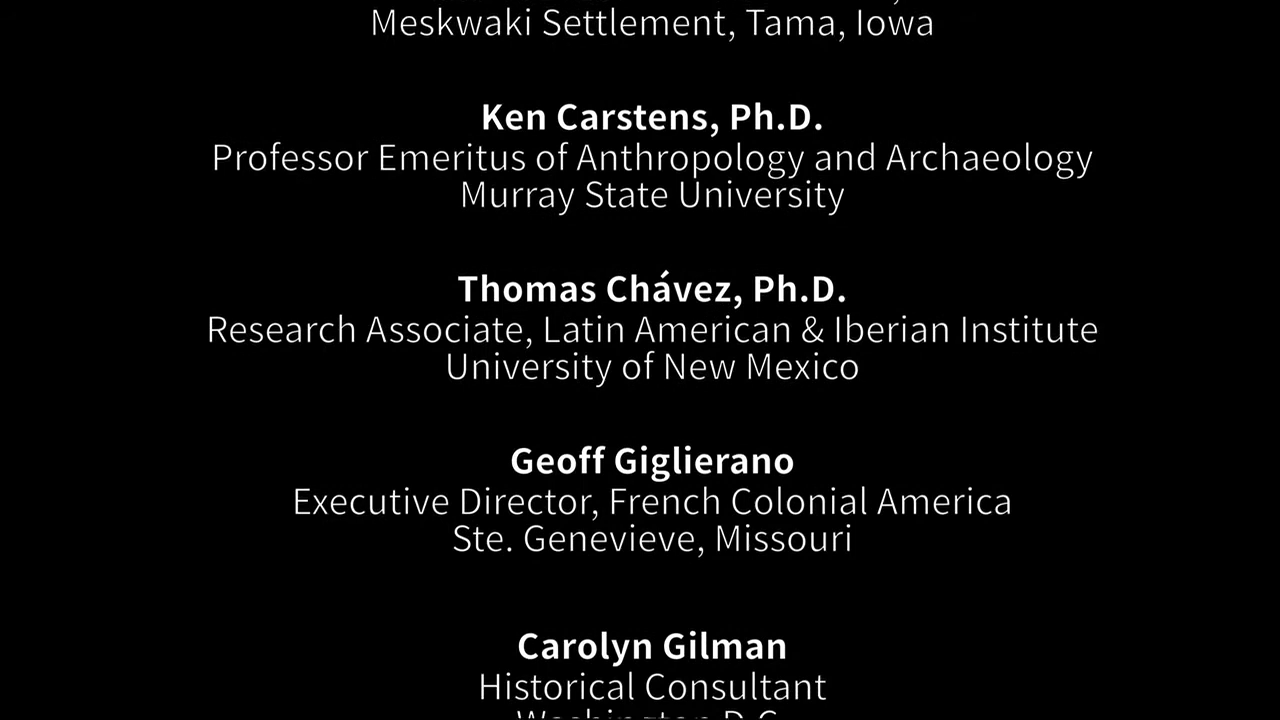 Meskwaki Settlement, Tama, Iowa
Ken Carstens, Ph.D.
Professor Emeritus of Anthropology and Archaeology
Murray State University
Thomas Chávez, Ph.D.
Research Associate, Latin American & Iberian Institute
University of New Mexico
Geoff Giglierano
Executive Director, French Colonial America
Ste. Genevieve, Missouri
Carolyn Gilman
Historical Consultant